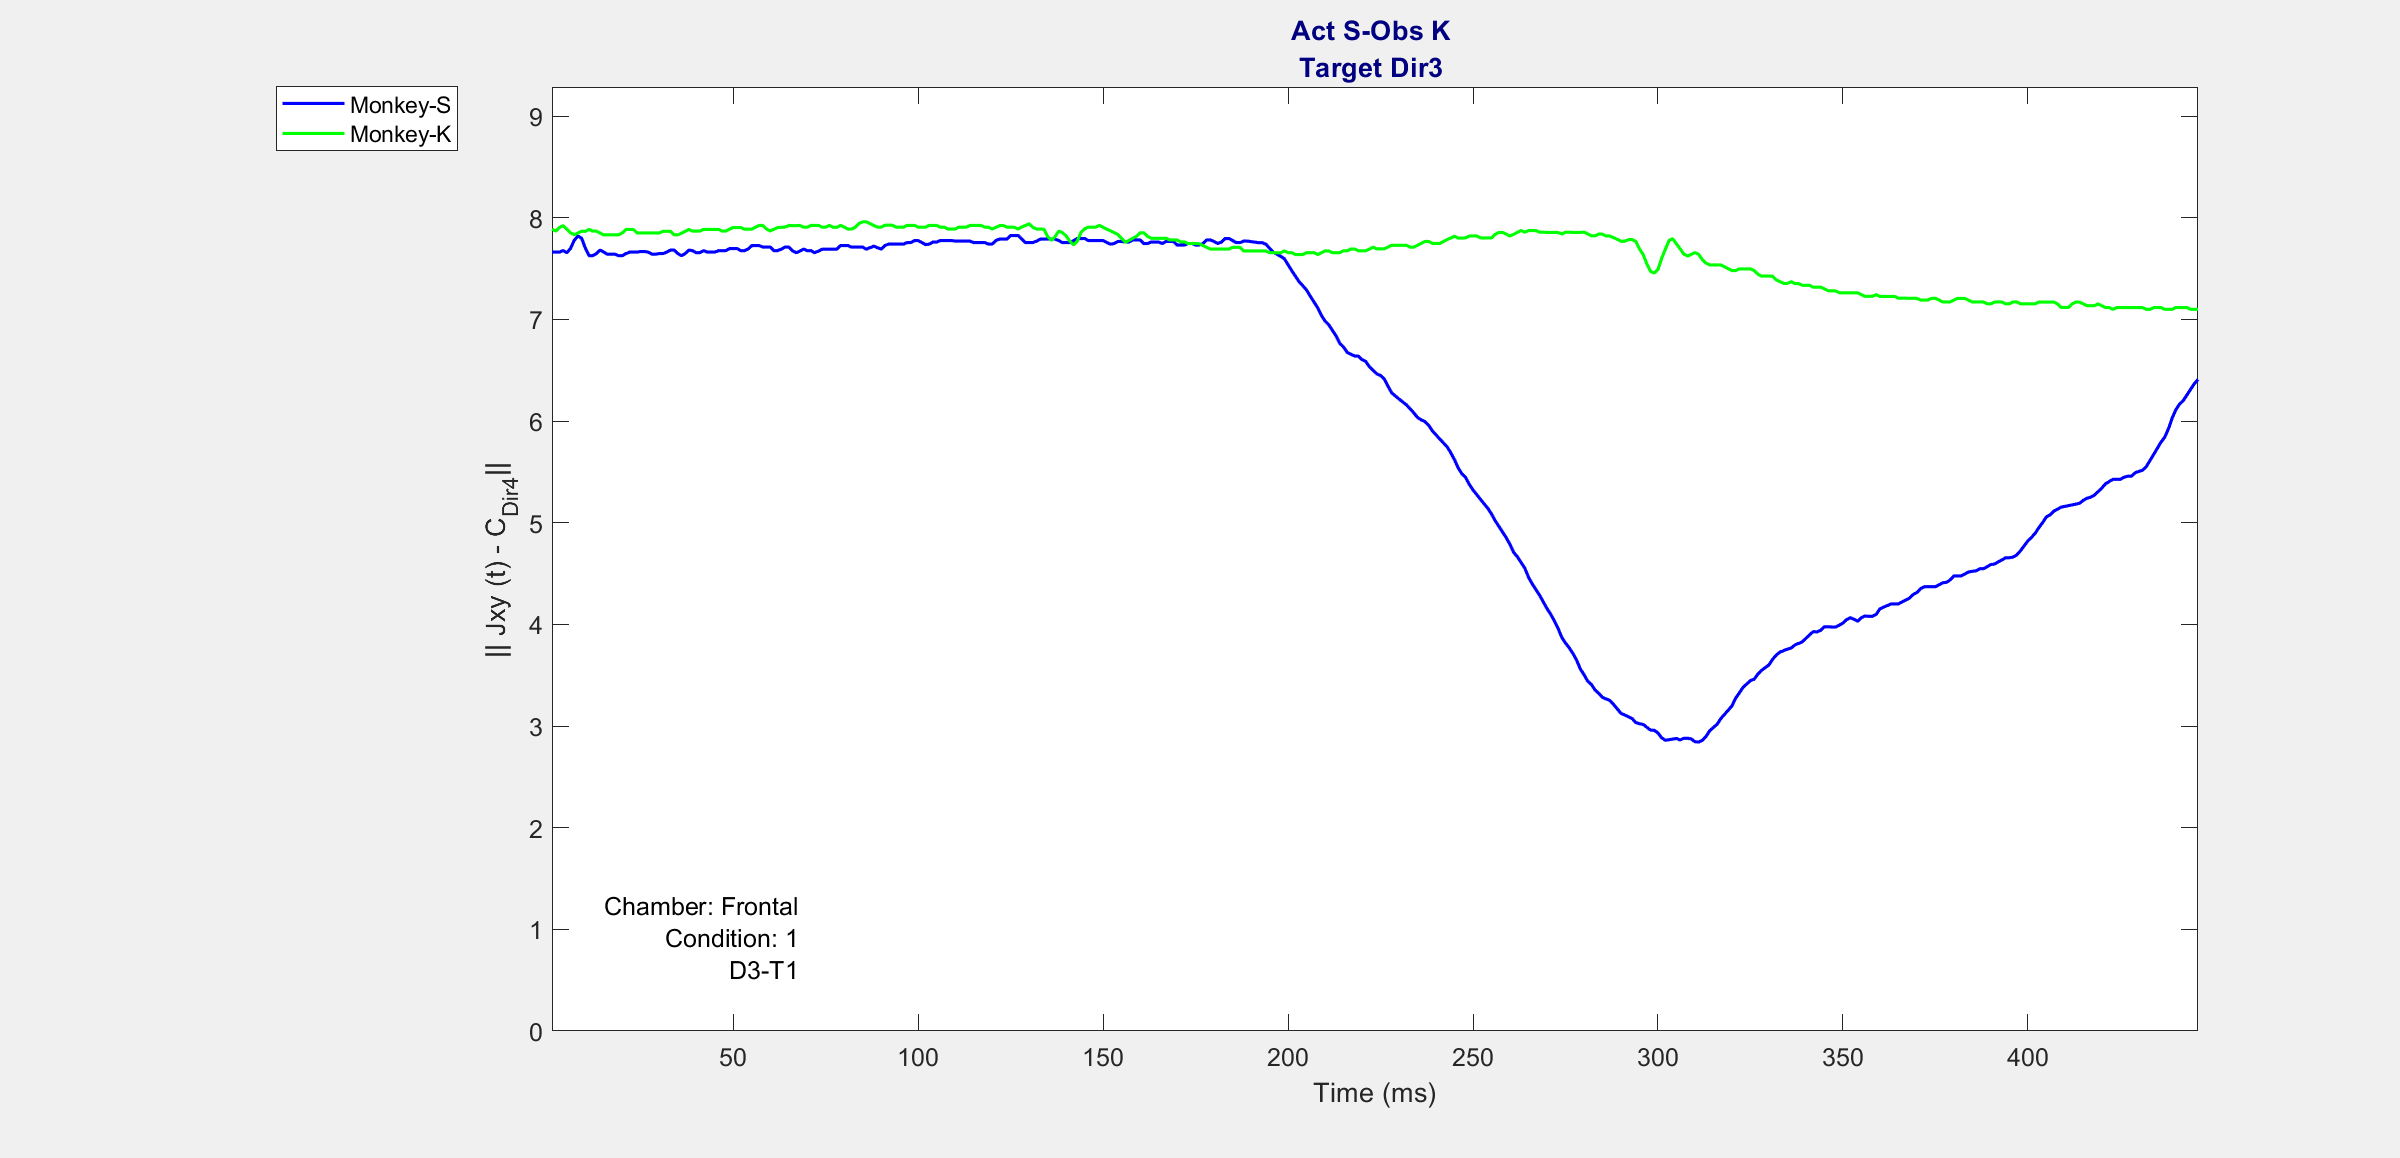 Act S-Obs K
Target Dir3
Monkey-S
Monkey-K
9
8
7
6
5
4
3
2
1
0
|| Jxy (t) - C_Dir4||
Chamber: Frontal
Condition: 1
D3-T1
50 100 150 200 250 300 350 400
Time (ms)